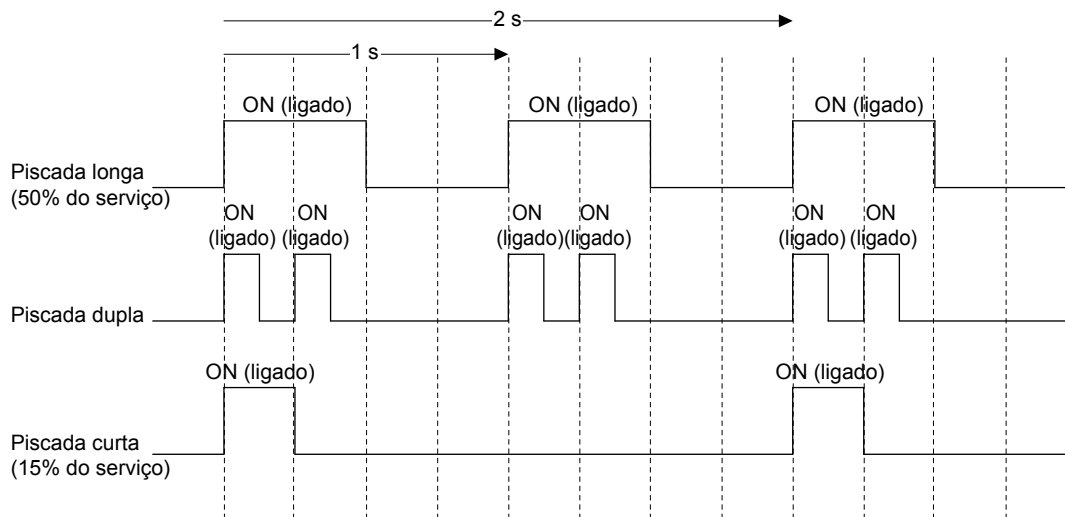 2 s
1 s
ON (ligado) ON (ligado) ON (ligado)
Piscada longa
(50% do serviço)
ON ON ON ON ON ON
(ligado) (ligado) (ligado) (ligado) (ligado) (ligado)
Piscada dupla
ON (ligado) ON (ligado)
Piscada curta
(15% do serviço)